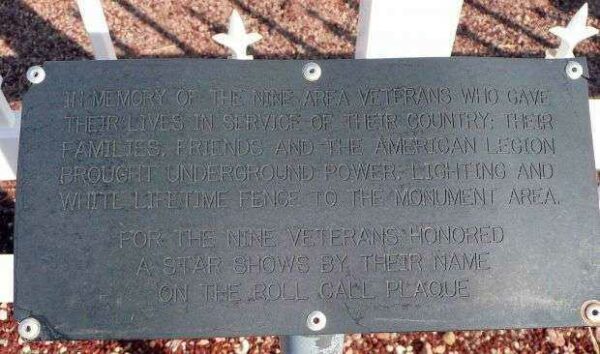 IN MEMORY OF THE NINE AREA VETERANS WHO GAVE
THEIR LIVES IN SERVICE OF THEIR COUNTRY; THEIR
FAMILIES, FRIENDS AND THE AMERICAN LEGION
BROUGHT UNDERGROUND POWER, LIGHTING AND
WHITE LIFETIME FENCE TO THE MONUMENT AREA.
FOR THE NINE VETERANS HONORED
A STAR SHOWS BY THEIR NAME
ON THE ROLL CALL PLAQUE